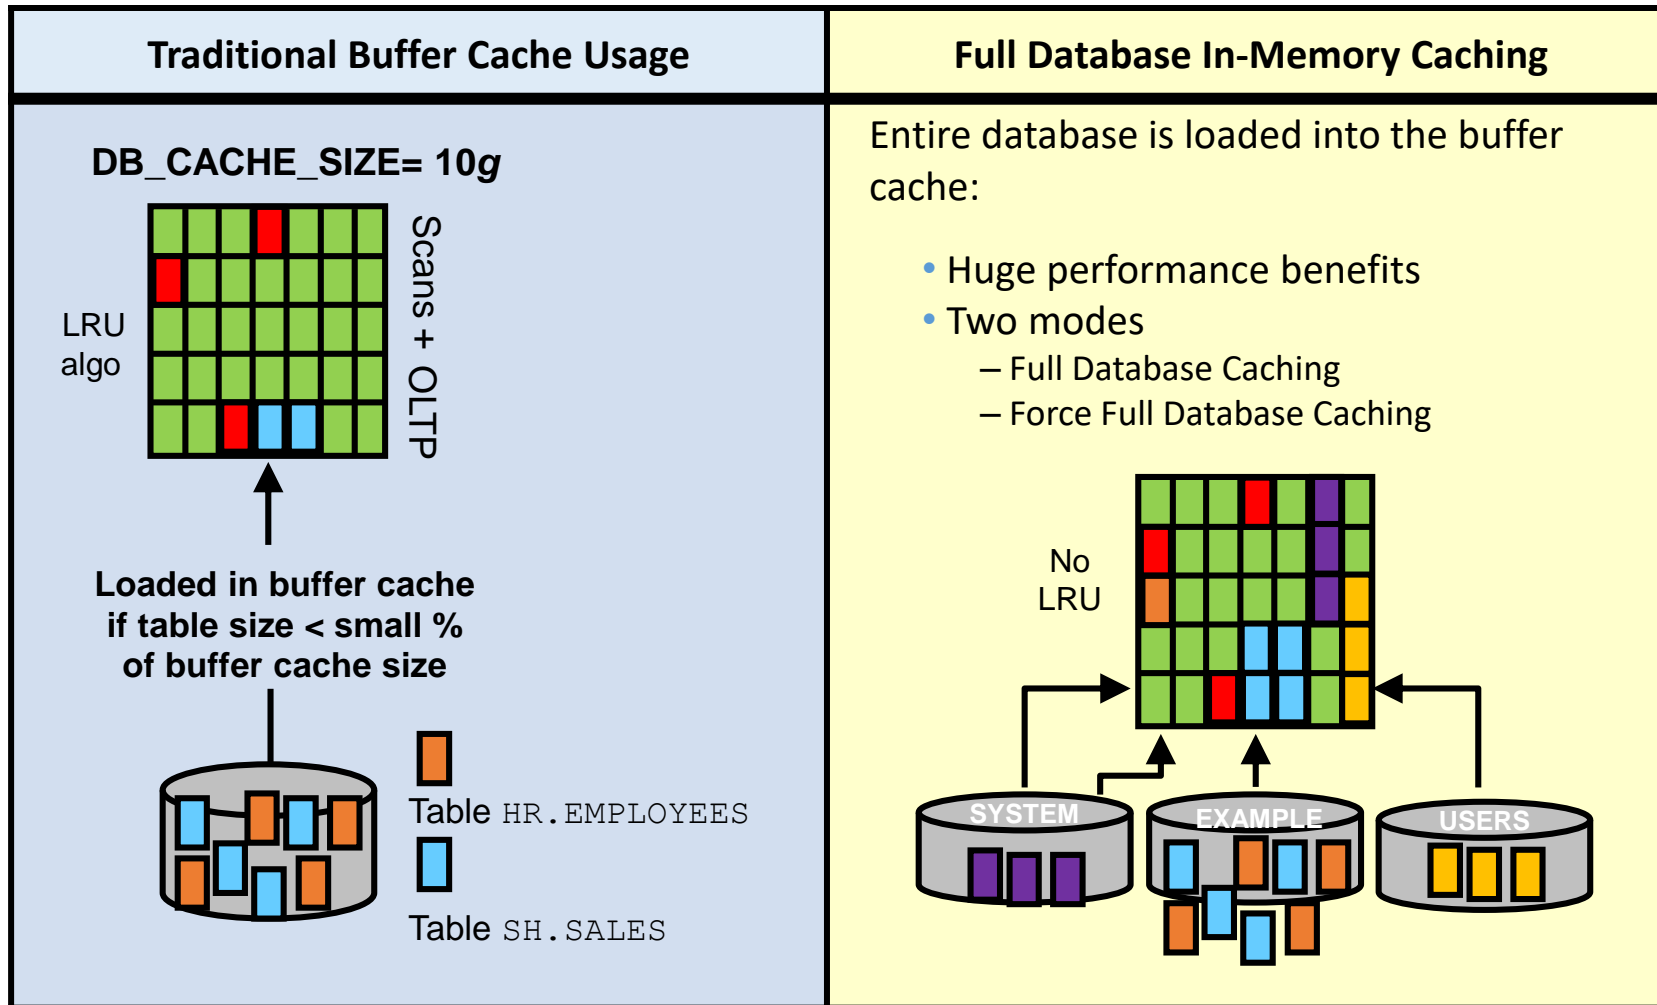 Traditional Buffer Cache Usage
Full Database In-Memory Caching
DB_CACHE_SIZE= 10g
LRU
algo
Scans + OLTP
Loaded in buffer cache
if table size < small %
of buffer cache size
Table HR.EMPLOYEES
Table SH.SALES
Entire database is loaded into the buffer
cache:
• Huge performance benefits
• Two modes
– Full Database Caching
– Force Full Database Caching
No
LRU
SYSTEM
EXAMPLE
USERS